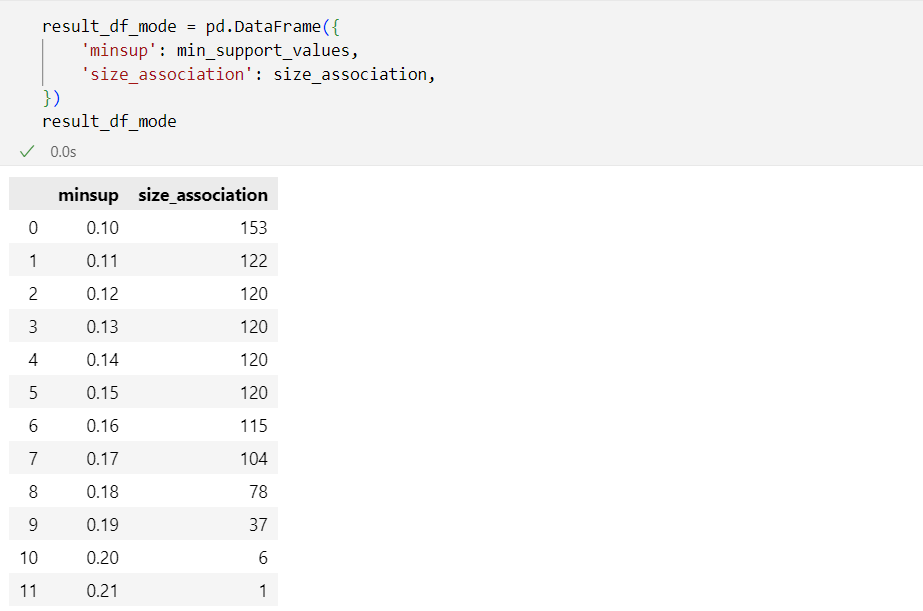 result_df_mode = pd.DataFrame({
    'minsup': min_support_values,
    'size_association': size_association,
})
result_df_mode
✓ 0.0s
minsup size_association
0 0.10 153
1 0.11 122
2 0.12 120
3 0.13 120
4 0.14 120
5 0.15 120
6 0.16 115
7 0.17 104
8 0.18 78
9 0.19 37
10 0.20 6
11 0.21 1